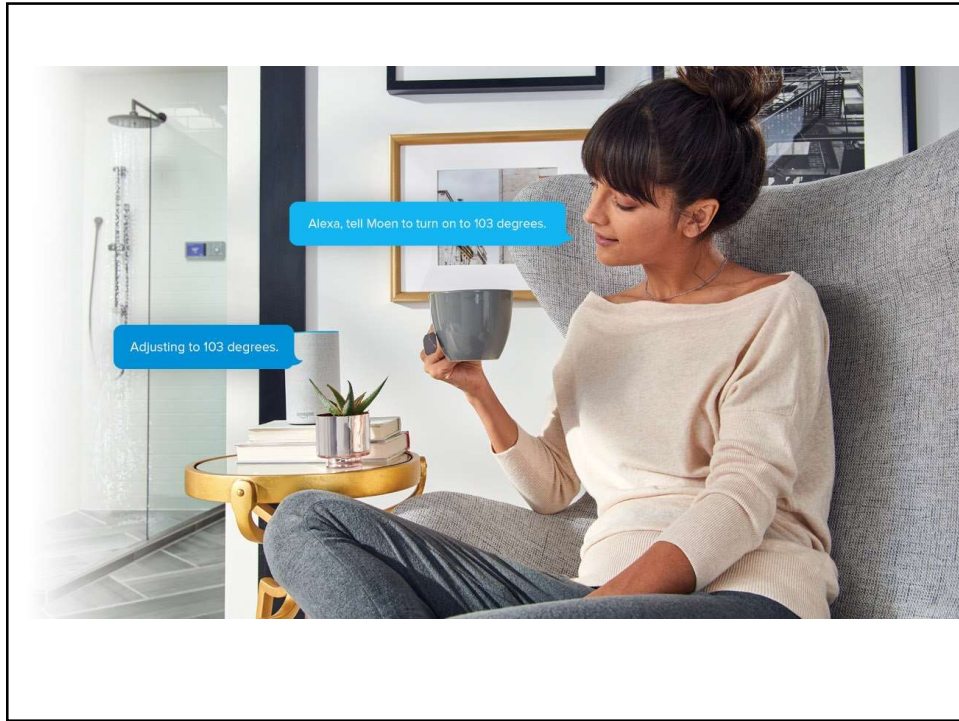 Alexa, tell Moen to turn on to 103 degrees.
Adjusting to 103 degrees.